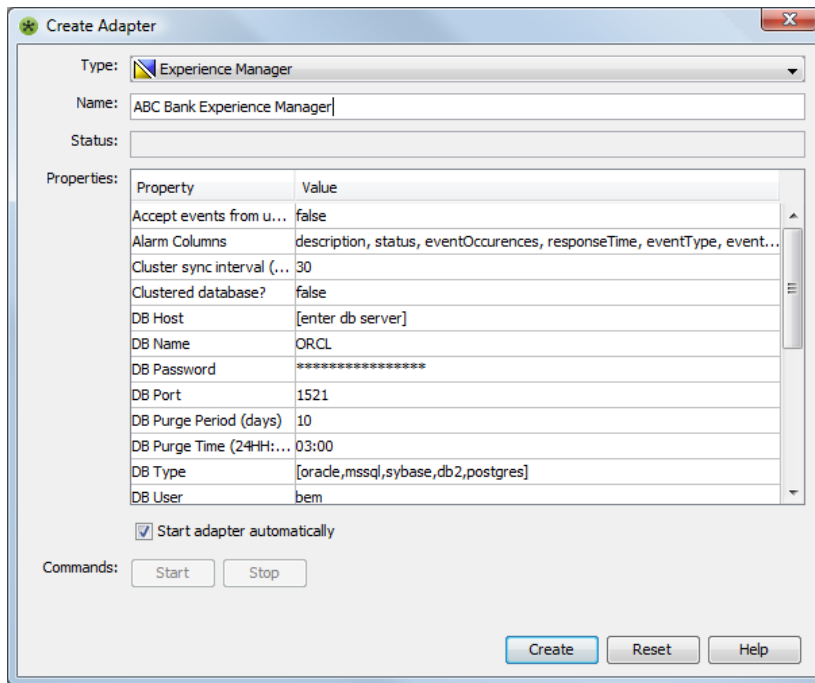 Create Adapter
Type: Experience Manager
Name: ABC Bank Experience Manager
Status:
Properties:
Property Value
Accept events from u... false
Alarm Columns description, status, eventOccurences, responseTime, eventType, event...
Cluster sync interval (... 30
Clustered database? false
DB Host [enter db server]
DB Name ORCL
DB Password ****************
DB Port 1521
DB Purge Period (days) 10
DB Purge Time (24HH:... 03:00
DB Type [oracle,mssql,sybase,db2,postgres]
DB User bem
Start adapter automatically
Commands: Start Stop
Create Reset Help